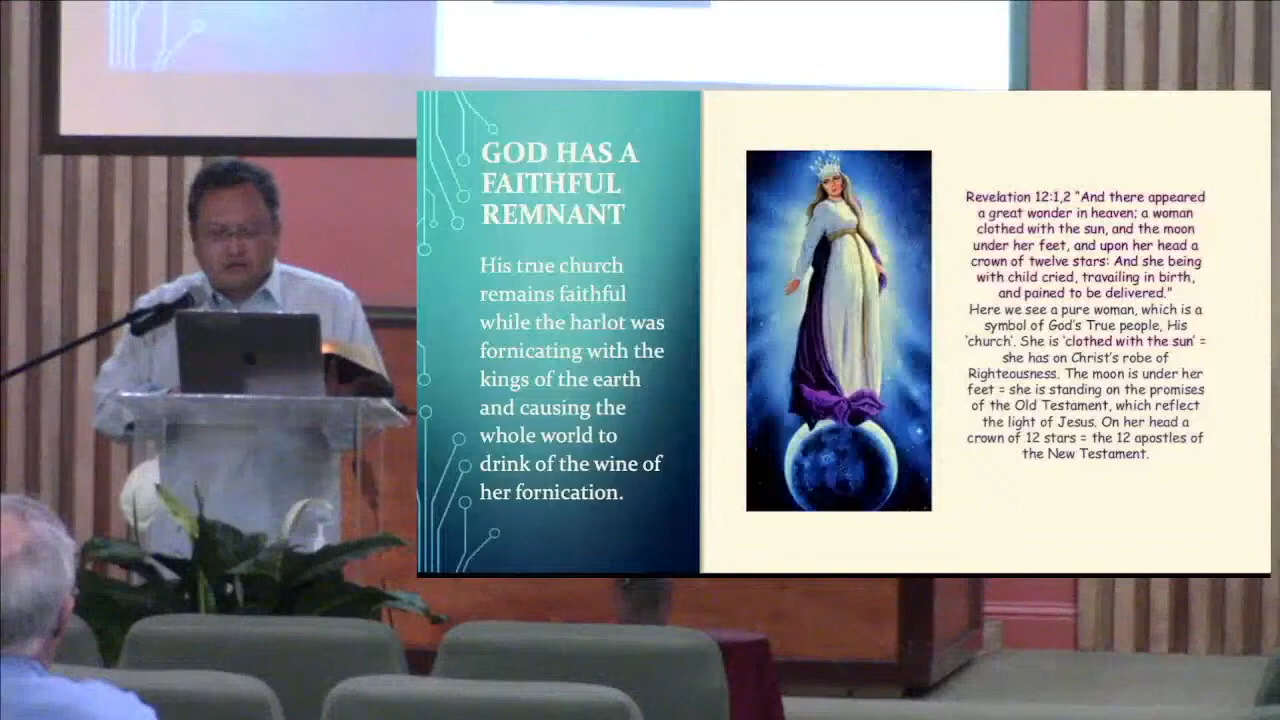 GOD HAS A
FAITHFUL
REMNANT
His true church
remains faithful
while the harlot was
fornicating with the
kings of the earth
and causing the
whole world to
drink of the wine of
her fornication.
Revelation 12:1,2 “And there appeared
a great wonder in heaven; a woman
clothed with the sun, and the moon
under her feet, and upon her head a
crown of twelve stars: And she being
with child cried, travailing in birth,
and pained to be delivered.”
Here we see a pure woman, which is a
symbol of God’s True people, His
‘church’. She is ‘clothed with the sun’ =
she has on Christ’s robe of
Righteousness. The moon is under her
feet = she is standing on the promises
of the Old Testament, which reflect
the light of Jesus. On her head a
crown of 12 stars = the 12 apostles of
the New Testament.